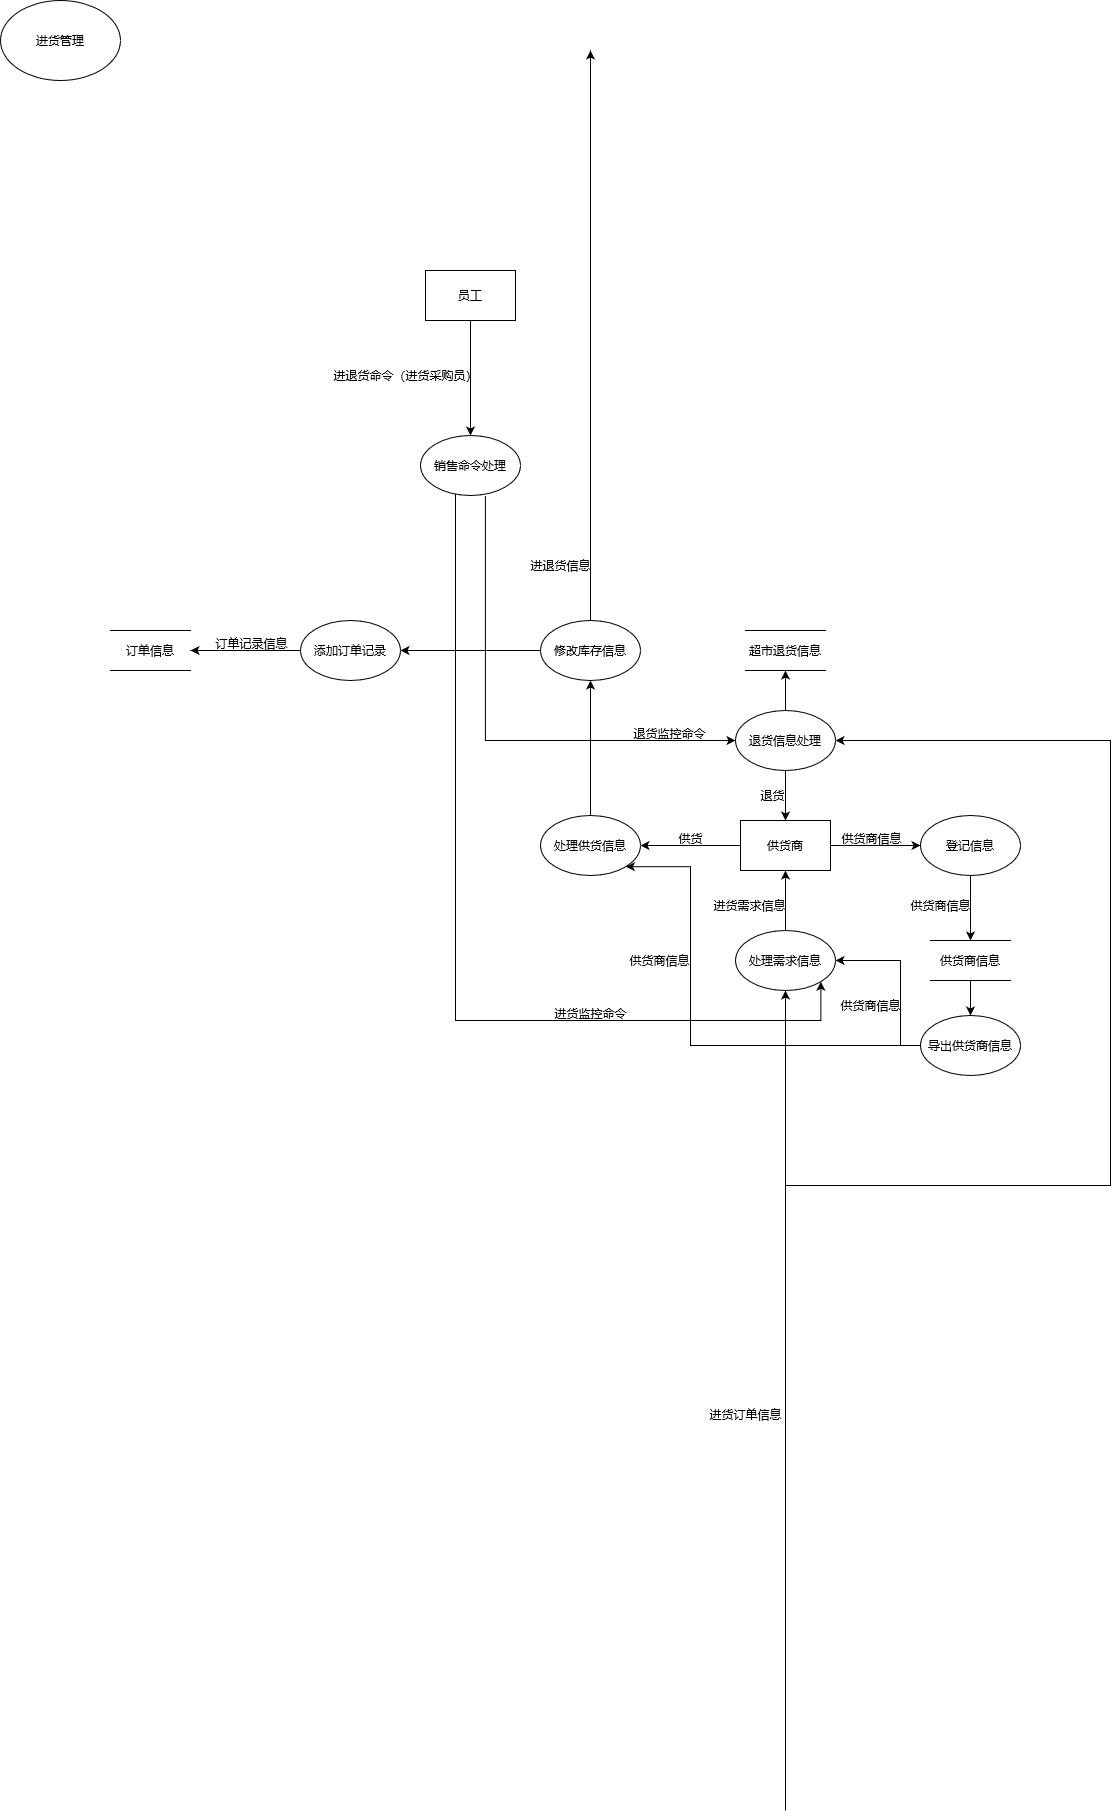 进货管理
员工
进退货命令（进货采购员）
销售命令处理
进退货信息
订单信息
订单记录信息
添加订单记录
修改库存信息
超市退货信息
退货监控命令
退货信息处理
退货
处理供货信息
供货
供货商
供货商信息
登记信息
进货需求信息
供货商信息
供货商信息
处理需求信息
供货商信息
供货商信息
进货监控命令
导出供货商信息
进货订单信息